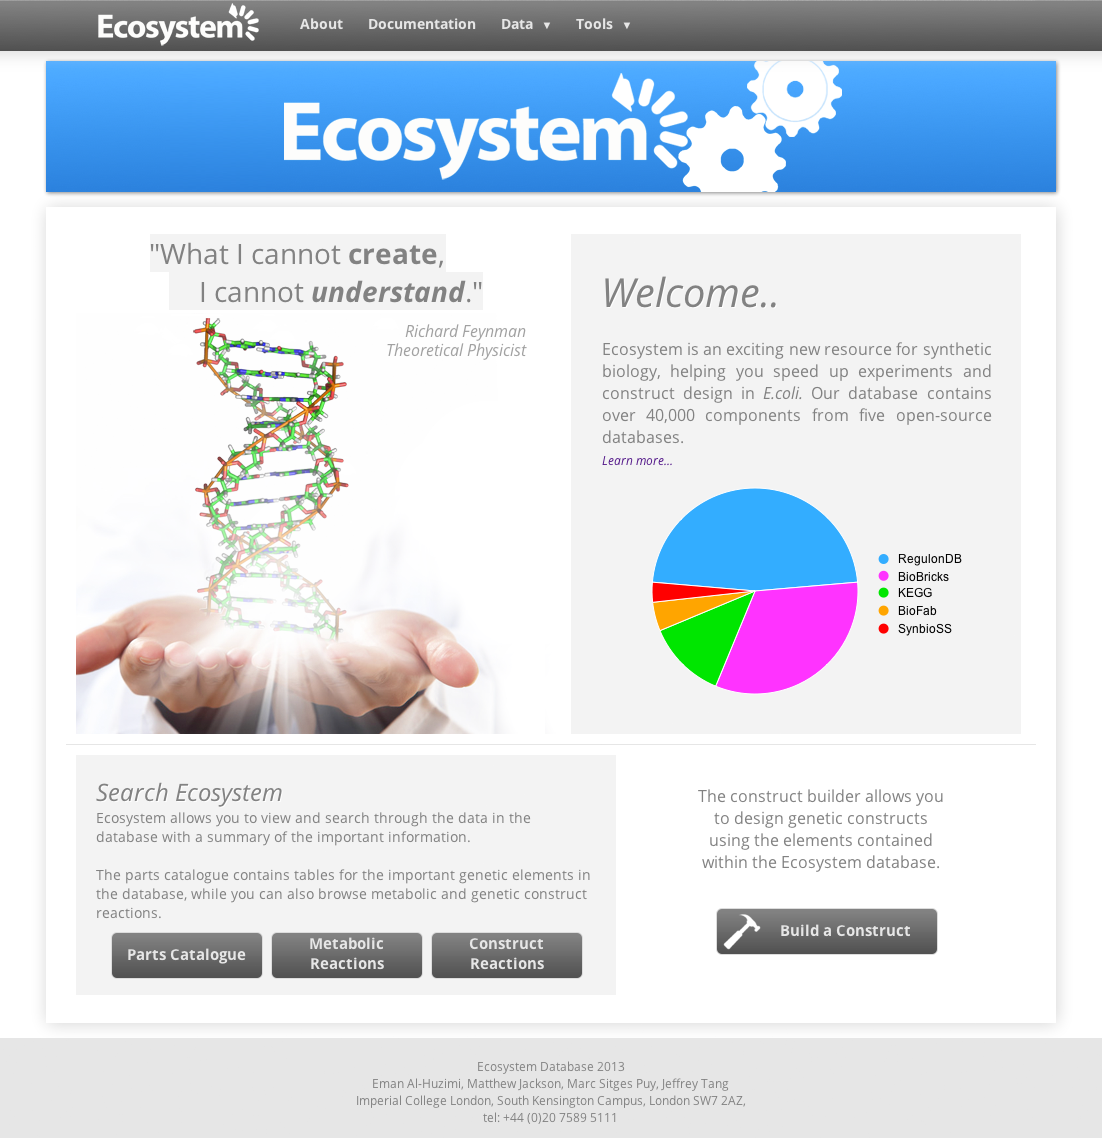 Ecosystem
About Documentation Data ▼ Tools ▼
Ecosystem
"What I cannot create,
I cannot understand."
Richard Feynman
Theoretical Physicist
Welcome..
Ecosystem is an exciting new resource for synthetic
biology, helping you speed up experiments and
construct design in E.coli. Our database contains
over 40,000 components from five open-source
databases.
Learn more...
RegulonDB
BioBricks
KEGG
BioFab
SynbioSS
Search Ecosystem
Ecosystem allows you to view and search through the data in the
database with a summary of the important information.
The parts catalogue contains tables for the important genetic elements in
the database, while you can also browse metabolic and genetic construct
reactions.
Parts Catalogue
Metabolic
Reactions
Construct
Reactions
The construct builder allows you
to design genetic constructs
using the elements contained
within the Ecosystem database.
Build a Construct
Ecosystem Database 2013
Eman Al-Huzimi, Matthew Jackson, Marc Sitges Puy, Jeffrey Tang
Imperial College London, South Kensington Campus, London SW7 2AZ,
tel: +44 (0)20 7589 5111